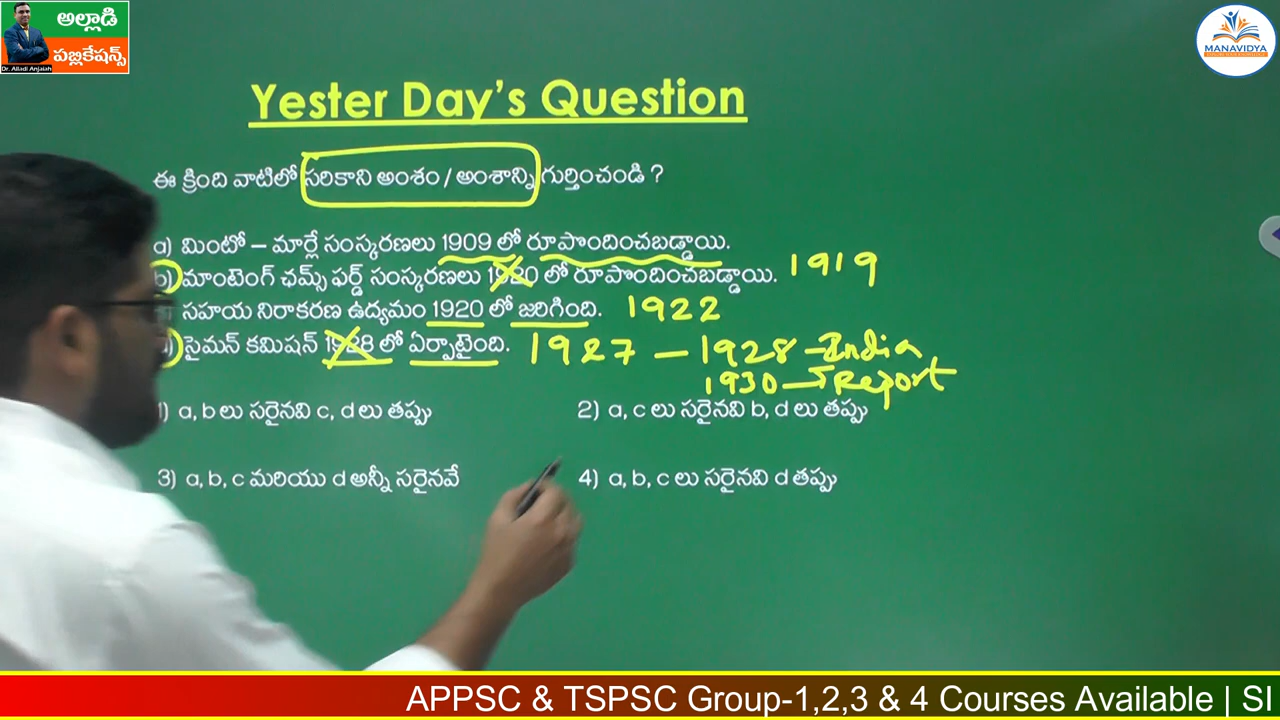 అల్లాడి
పబ్లికేషన్స్
Dr. Alladi Anjaiah
MANAVIDYA
Yester Day's Question
ఈ క్రింది వాటిలో సరికాని అంశం / అంశాన్ని గుర్తించండి ?
a) మింటో – మార్లే సంస్కరణలు 1909 లో రూపొందించబడ్డాయి.
b) మాంటెంగ్ ఛమ్స్ ఫర్డ్ సంస్కరణలు 1920 లో రూపొందించబడ్డాయి. 1919
సహయ నిరాకరణ ఉద్యమం 1920 లో జరిగింది. 1922
సైమన్ కమిషన్ 1928 లో ఏర్పాటైంది. 1927 – 1928 – India
1930 → Report
1) a, b లు సరైనవి c, d లు తప్పు
2) a, c లు సరైనవి b, d లు తప్పు
3) a, b, c మరియు d అన్నీ సరైనవే
4) a, b, c లు సరైనవి d తప్పు
APPSC & TSPSC Group-1,2,3 & 4 Courses Available | SI